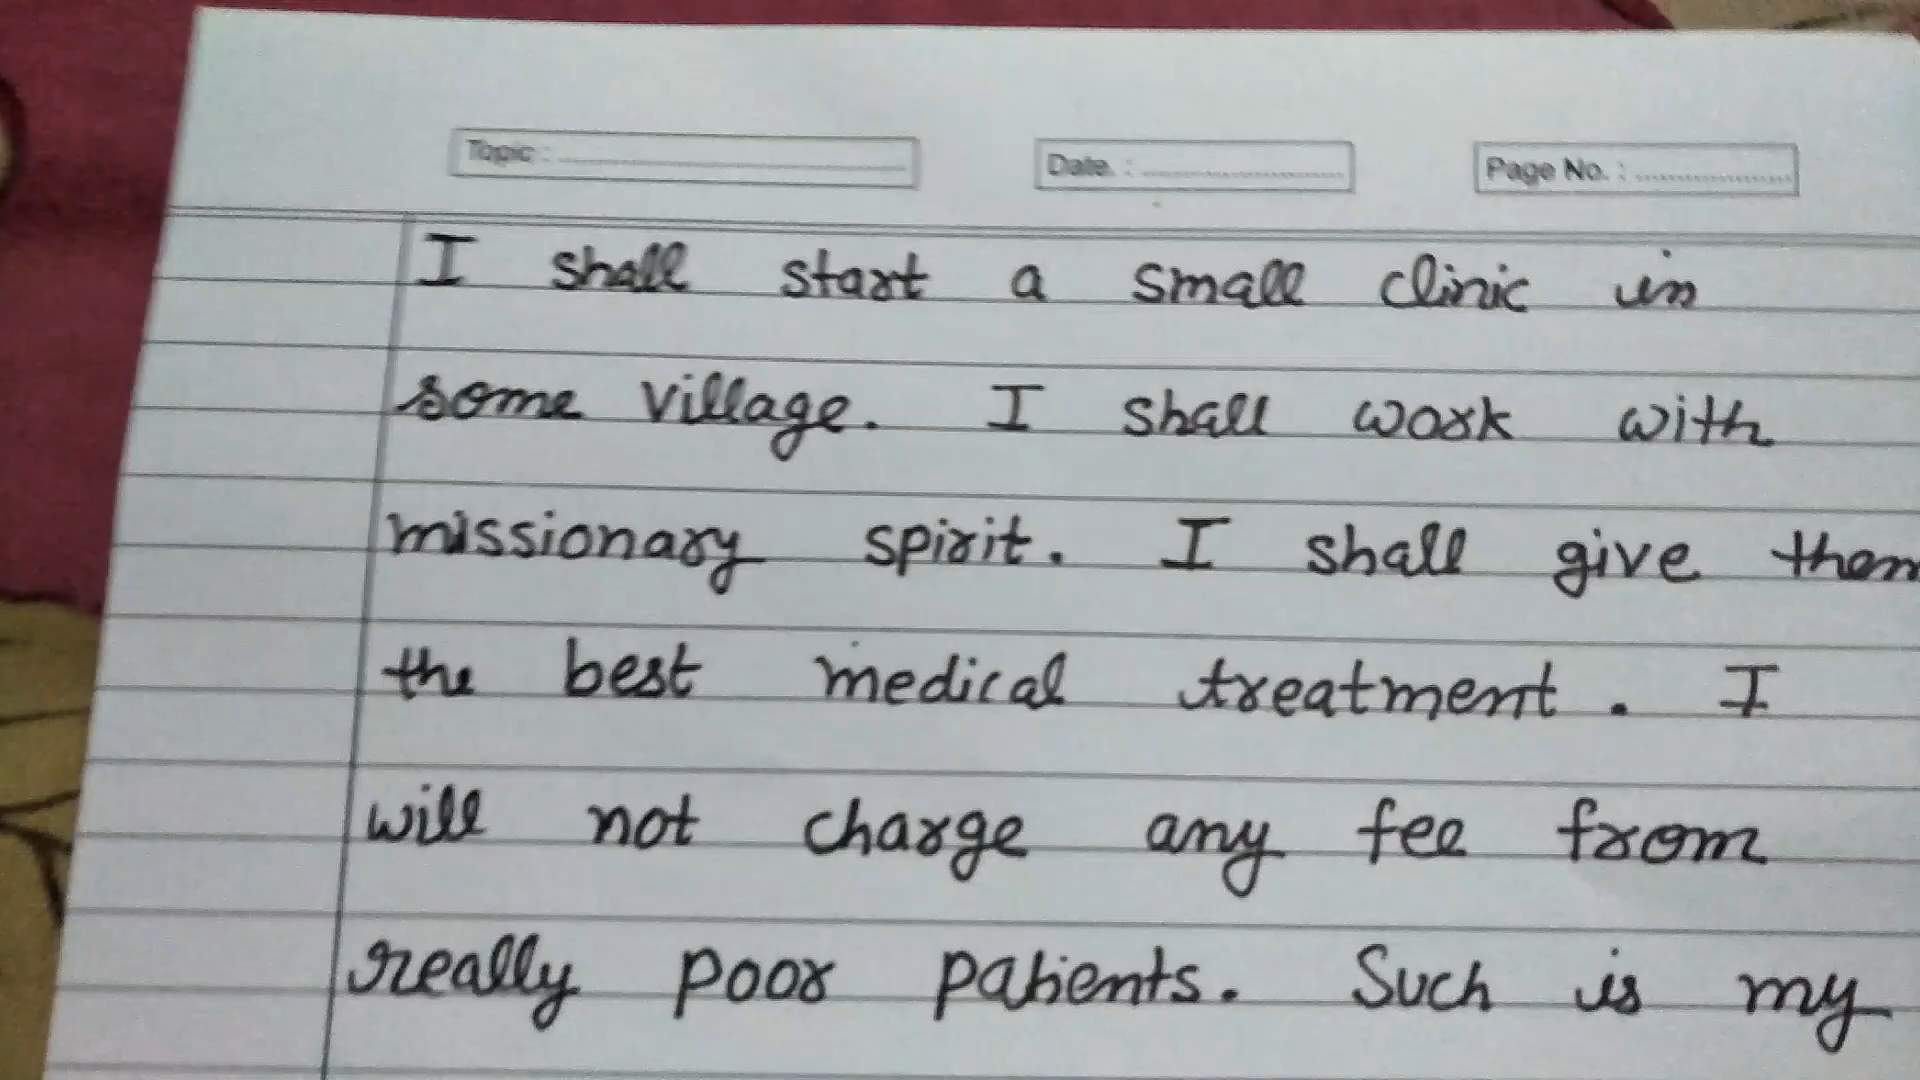 Topic :
Date. :
Page No. :
I shall start a small clinic in
some village. I shall work with
missionary spirit. I shall give them
the best medical treatment. I
will not charge any fee from
really poor patients. Such is my